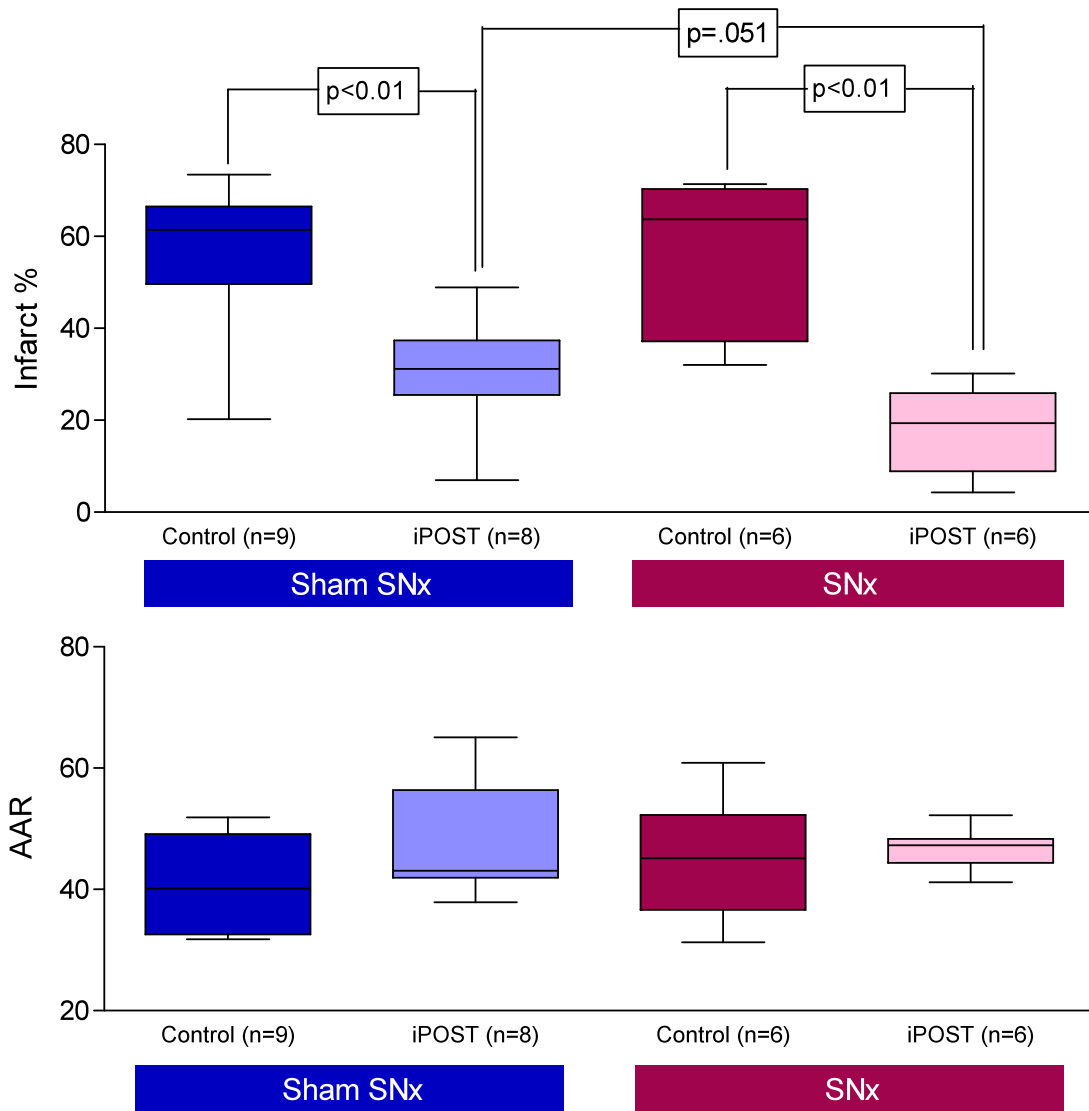 p=.051
p<0.01 p<0.01
80
60
40
20
0
Infarct %
Control (n=9) iPOST (n=8) Control (n=6) iPOST (n=6)
Sham SNx SNx
80
60
40
20
AAR
Control (n=9) iPOST (n=8) Control (n=6) iPOST (n=6)
Sham SNx SNx